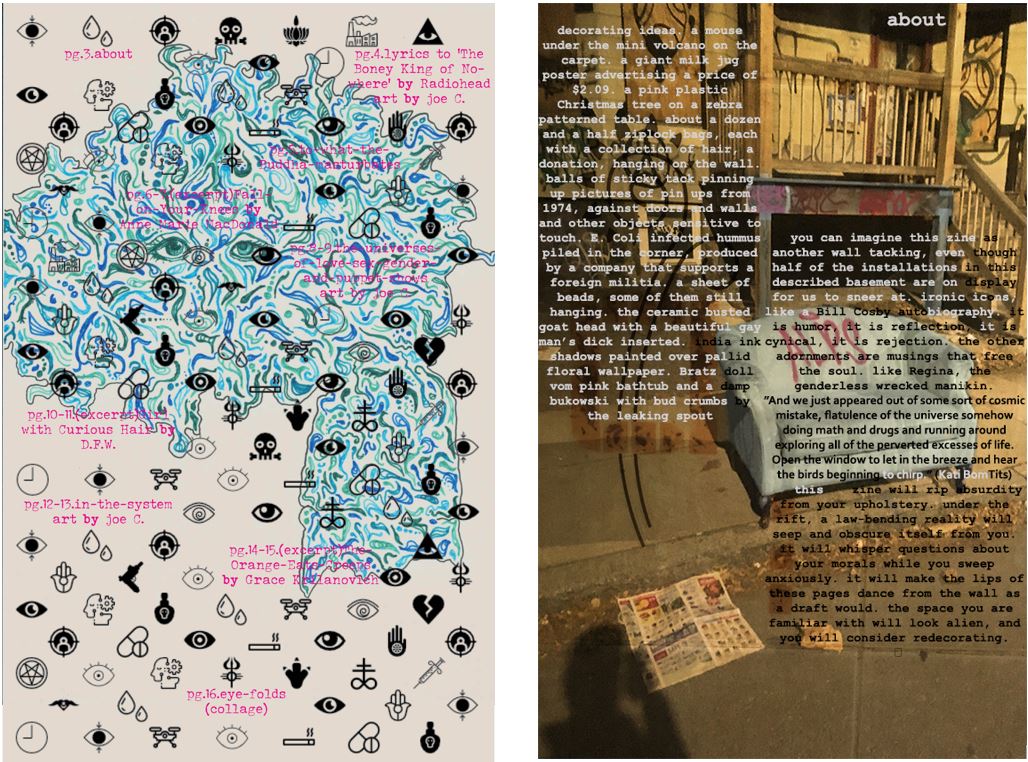 pg.3.about
pg.4.lyrics to 'The
Boney King of No-
where' by Radiohead
art by joe C.
pg.5.to-what-the-
Buddha-masturbates
pg.6-7.(excerpt)Fall-
on-Your-Knees by
Anne-Marie MacDonald
pg.8-9.the-universes-
of-love-sex-gender-
and-puppet-shows
art by joe C.
pg.10-11.(excerpt)Girl
with Curious Hair by
D.F.W.
pg.12-13.in-the-system
art by joe C.
pg.14-15.(excerpt)The-
Orange-Eats-Creeps
by Grace Krilanovich
pg.16.eye-folds
(collage)
about
decorating ideas. a mouse
under the mini volcano on the
carpet. a giant milk jug
poster advertising a price of
$2.09. a pink plastic
Christmas tree on a zebra
patterned table. about a dozen
and a half ziplock bags, each
with a collection of hair, a
donation, hanging on the wall.
balls of sticky tack pinning
up pictures of pin ups from
1974, against doors and walls
and other objects sensitive to
touch. E. Coli infected hummus
piled in the corner, produced
by a company that supports a
foreign militia. a sheet of
beads, some of them still
hanging. the ceramic busted
goat head with a beautiful gay
man's dick inserted. india ink
shadows painted over pallid
floral wallpaper. Bratz doll
vom pink bathtub and a damp
bukowski with bud crumbs by
the leaking spout
you can imagine this zine as
another wall tacking, even though
half of the installations in this
described basement are on display
for us to sneer at. ironic icons,
like a Bill Cosby autobiography. it
is humor, it is reflection, it is
cynical, it is rejection. the other
adornments are musings that free
the soul. like Regina, the
genderless wrecked manikin.
"And we just appeared out of some sort of cosmic
mistake, flatulence of the universe somehow
doing math and drugs and running around
exploring all of the perverted excesses of life.
Open the window to let in the breeze and hear
the birds beginning to chirp." (Kati BomTits)
this zine will rip absurdity
from your upholstery. under the
rift, a law-bending reality will
seep and obscure itself from you.
it will whisper questions about
your morals while you sweep
anxiously. it will make the lips of
these pages dance from the wall as
a draft would. the space you are
familiar with will look alien, and
you will consider redecorating.